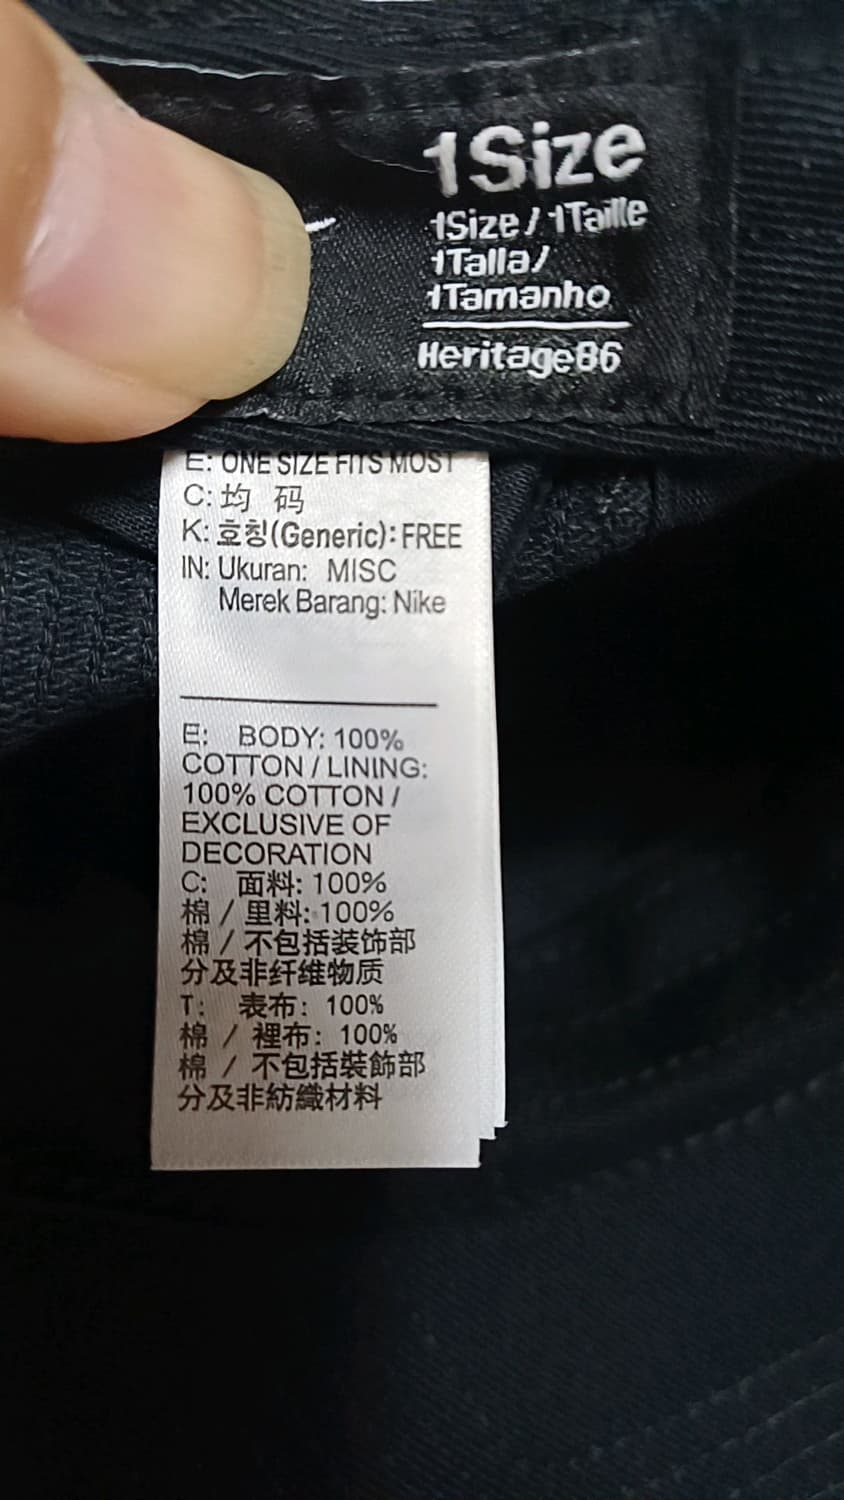 1Size
1Size / 1Taille
1Talla/
1Tamanho
Heritage86
E: ONE SIZE FITS MOST
C: 均 码
K: 호칭(Generic): FREE
IN: Ukuran: MISC
Merek Barang: Nike
E: BODY: 100%
COTTON / LINING:
100% COTTON /
EXCLUSIVE OF
DECORATION
C: 面料: 100%
棉 / 里料: 100%
棉 / 不包括装饰部
分及非纤维物质
T: 表布: 100%
棉 / 裡布: 100%
棉 / 不包括裝飾部
分及非紡織材料